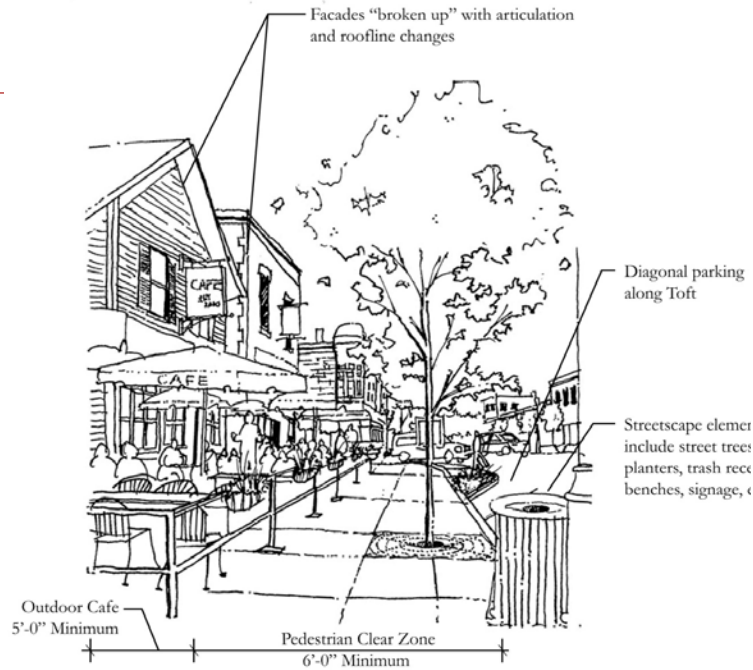 Facades “broken up” with articulation
and roofline changes
CAFE
EST
CAFE
Diagonal parking
along Toft
Streetscape elemen
include street trees
planters, trash rece
benches, signage, e
Outdoor Cafe
5’-0” Minimum
Pedestrian Clear Zone
6’-0” Minimum